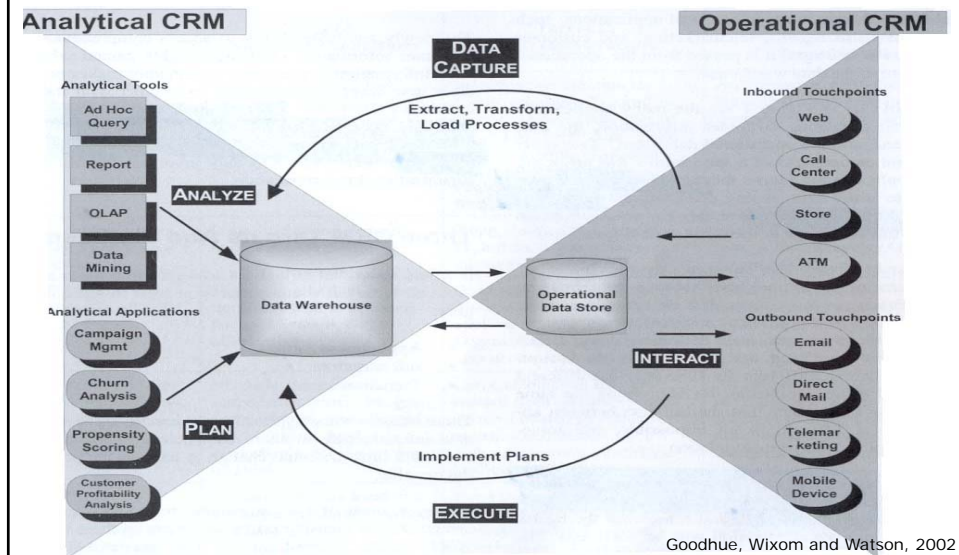 Analytical CRM
Operational CRM
DATA
CAPTURE
Extract, Transform,
Load Processes
Analytical Tools
Ad Hoc
Query
Report
OLAP
Data
Mining
ANALYZE
Data Warehouse
Analytical Applications
Campaign
Mgmt
Churn
Analysis
Propensity
Scoring
Customer
Profitability
Analysis
PLAN
Implement Plans
EXECUTE
Operational
Data Store
INTERACT
Inbound Touchpoints
Web
Call
Center
Store
ATM
Outbound Touchpoints
Email
Direct
Mail
Telemar
- keting
Mobile
Device
Goodhue, Wixom and Watson, 2002